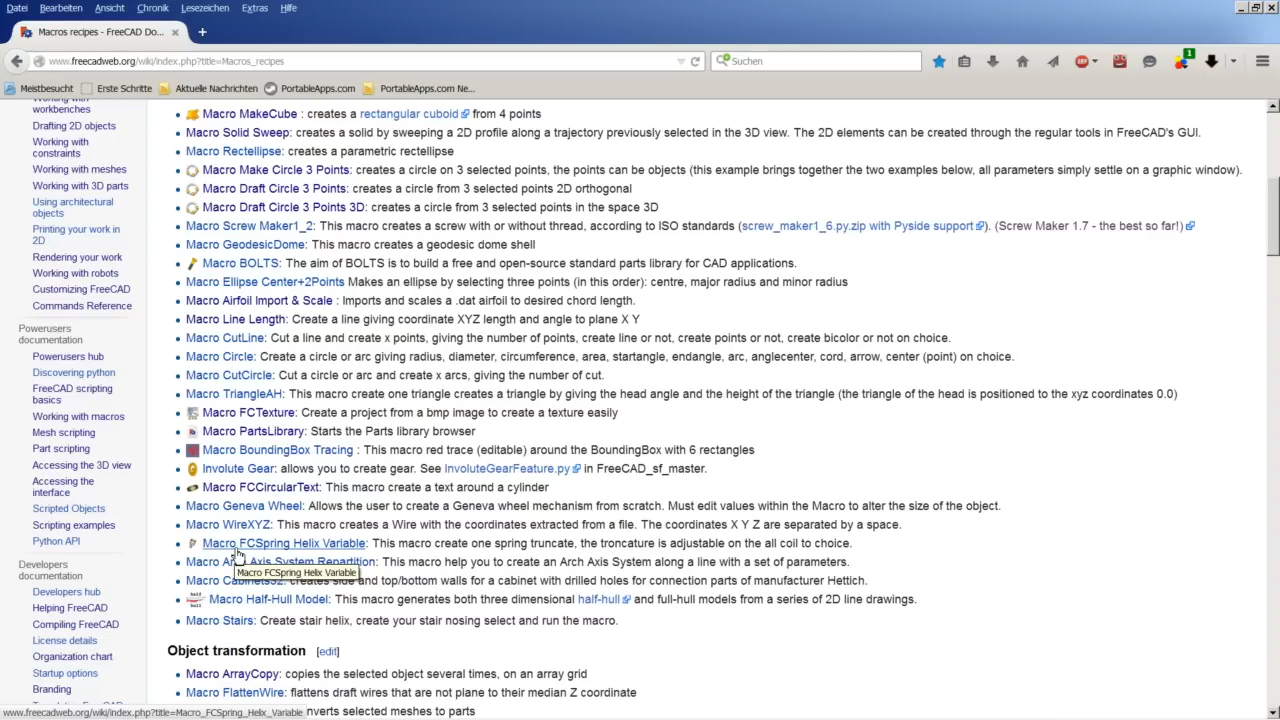 Datei Bearbeiten Ansicht Chronik Lesezeichen Extras Hilfe
Macros recipes - FreeCAD Do...
www.freecadweb.org/wiki/index.php?title=Macros_recipes
Suchen
1
Meistbesucht Erste Schritte Aktuelle Nachrichten PortableApps.com PortableApps.com Ne...
Working with
workbenches
Drafting 2D objects
Working with
constraints
Working with meshes
Working with 3D parts
Using architectural
objects
Printing your work in
2D
Rendering your work
Working with robots
Customizing FreeCAD
Commands Reference
Powerusers
documentation
Powerusers hub
Discovering python
FreeCAD scripting
basics
Working with macros
Mesh scripting
Part scripting
Accessing the 3D view
Accessing the
interface
Scripted Objects
Scripting examples
Python API
Developers
documentation
Developers hub
Helping FreeCAD
Compiling FreeCAD
License details
Organization chart
Startup options
Branding
Macro MakeCube : creates a rectangular cuboid from 4 points
Macro Solid Sweep: creates a solid by sweeping a 2D profile along a trajectory previously selected in the 3D view. The 2D elements can be created through the regular tools in FreeCAD's GUI.
Macro Rectellipse: creates a parametric rectellipse
Macro Make Circle 3 Points: creates a circle on 3 selected points, the points can be objects (this example brings together the two examples below, all parameters simply settle on a graphic window).
Macro Draft Circle 3 Points: creates a circle from 3 selected points 2D orthogonal
Macro Draft Circle 3 Points 3D: creates a circle from 3 selected points in the space 3D
Macro Screw Maker1_2: This macro creates a screw with or without thread, according to ISO standards (screw_maker1_6.py.zip with Pyside support). (Screw Maker 1.7 - the best so far!)
Macro GeodesicDome: This macro creates a geodesic dome shell
Macro BOLTS: The aim of BOLTS is to build a free and open-source standard parts library for CAD applications.
Macro Ellipse Center+2Points Makes an ellipse by selecting three points (in this order): centre, major radius and minor radius
Macro Airfoil Import & Scale : Imports and scales a .dat airfoil to desired chord length.
Macro Line Length: Create a line giving coordinate XYZ length and angle to plane X Y
Macro CutLine: Cut a line and create x points, giving the number of points, create line or not, create points or not, create bicolor or not on choice.
Macro Circle: Create a circle or arc giving radius, diameter, circumference, area, startangle, endangle, arc, anglecenter, cord, arrow, center (point) on choice.
Macro CutCircle: Cut a circle or arc and create x arcs, giving the number of cut.
Macro TriangleAH: This macro create one triangle creates a triangle by giving the head angle and the height of the triangle (the triangle of the head is positioned to the xyz coordinates 0.0)
Macro FCTexture: Create a project from a bmp image to create a texture easily
Macro PartsLibrary: Starts the Parts library browser
Macro BoundingBox Tracing : This macro red trace (editable) around the BoundingBox with 6 rectangles
Involute Gear: allows you to create gear. See InvoluteGearFeature.py in FreeCAD_sf_master.
Macro FCCircularText: This macro create a text around a cylinder
Macro Geneva Wheel: Allows the user to create a Geneva wheel mechanism from scratch. Must edit values within the Macro to alter the size of the object.
Macro WireXYZ: This macro creates a Wire with the coordinates extracted from a file. The coordinates X Y Z are separated by a space.
Macro FCSpring Helix Variable: This macro create one spring truncate, the troncature is adjustable on the all coil to choice.
Macro Axis System Repartition: This macro help you to create an Arch Axis System along a line with a set of parameters.
Macro FCSpring Helix Variable
Macro Cabinets32: creates side and top/bottom walls for a cabinet with drilled holes for connection parts of manufacturer Hettich.
half hull
Macro Half-Hull Model: This macro generates both three dimensional half-hull and full-hull models from a series of 2D line drawings.
Macro Stairs: Create stair helix, create your stair nosing select and run the macro.
Object transformation [edit]
Macro ArrayCopy: copies the selected object several times, on an array grid
Macro FlattenWire: flattens draft wires that are not plane to their median Z coordinate
nverts selected meshes to parts
www.freecadweb.org/wiki/index.php?title=Macro_FCSpring_Helix_Variable